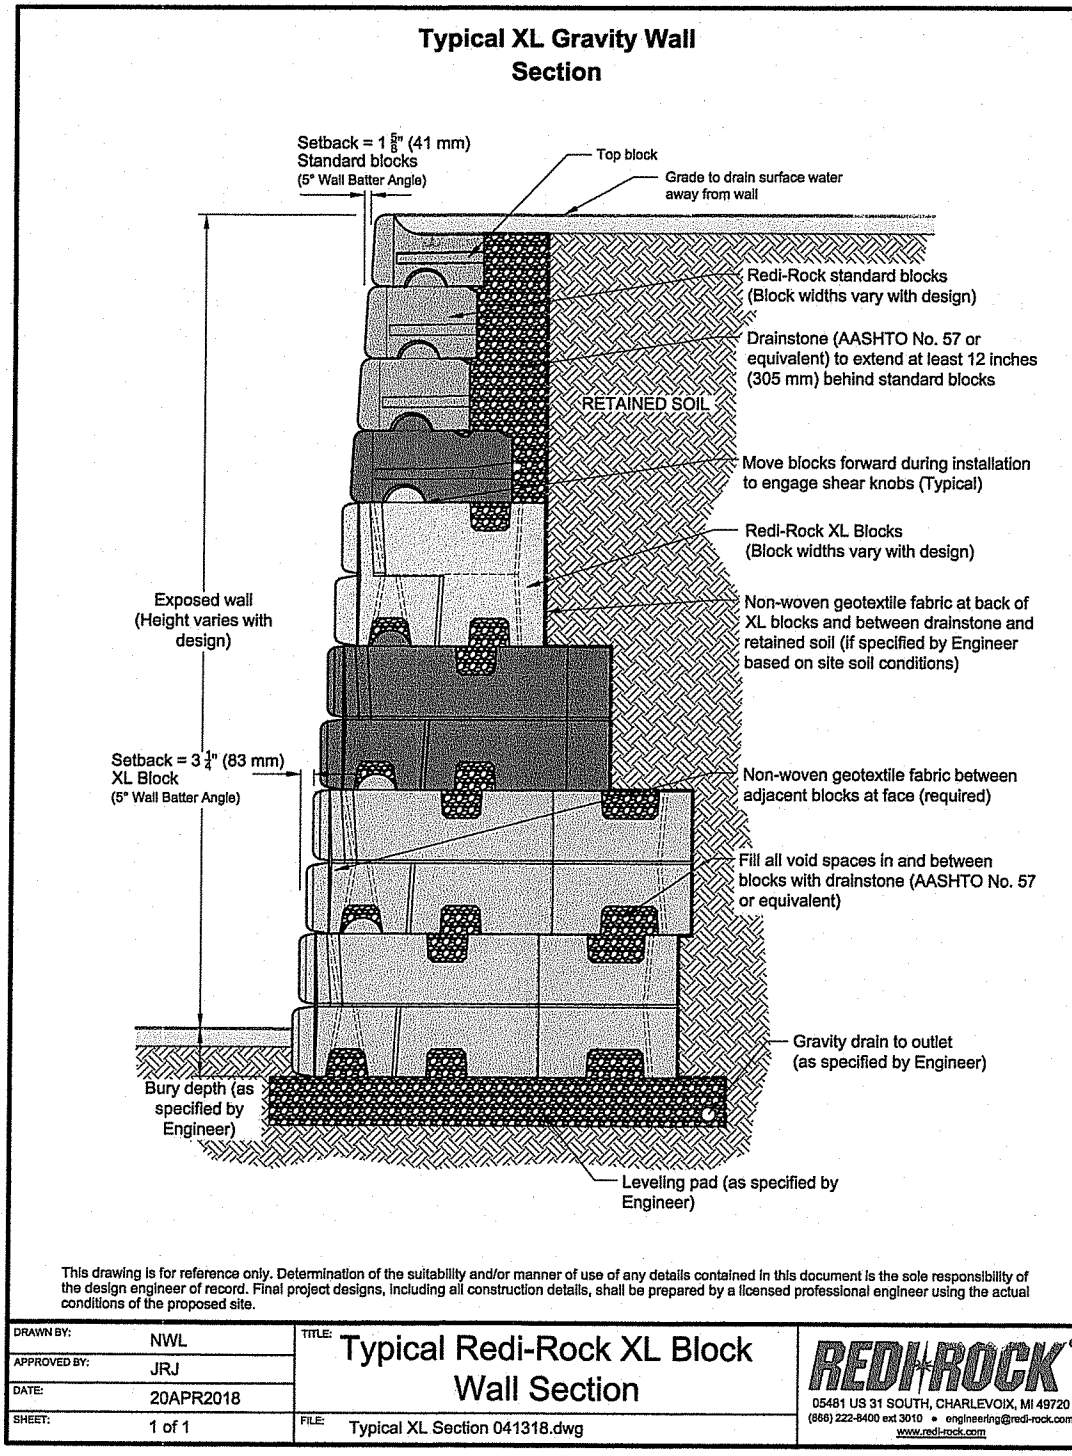 Typical XL Gravity Wall
Section
Setback = 1 5/8" (41 mm)
Standard blocks
(5° Wall Batter Angle)
Top block
Grade to drain surface water
away from wall
Redi-Rock standard blocks
(Block widths vary with design)
Drainstone (AASHTO No. 57 or
equivalent) to extend at least 12 inches
(305 mm) behind standard blocks
RETAINED SOIL
Move blocks forward during installation
to engage shear knobs (Typical)
Redi-Rock XL Blocks
(Block widths vary with design)
Exposed wall
(Height varies with
design)
Non-woven geotextile fabric at back of
XL blocks and between drainstone and
retained soil (if specified by Engineer
based on site soil conditions)
Setback = 3 1/4" (83 mm)
XL Block
(5° Wall Batter Angle)
Non-woven geotextile fabric between
adjacent blocks at face (required)
Fill all void spaces in and between
blocks with drainstone (AASHTO No. 57
or equivalent)
Gravity drain to outlet
(as specified by Engineer)
Bury depth (as
specified by
Engineer)
Leveling pad (as specified by
Engineer)
This drawing is for reference only. Determination of the suitability and/or manner of use of any details contained in this document is the sole responsibility of
the design engineer of record. Final project designs, including all construction details, shall be prepared by a licensed professional engineer using the actual
conditions of the proposed site.
DRAWN BY: NWL
APPROVED BY: JRJ
DATE: 20APR2018
SHEET: 1 of 1
TITLE: Typical Redi-Rock XL Block
Wall Section
FILE: Typical XL Section 041318.dwg
REDI-ROCK®
05481 US 31 SOUTH, CHARLEVOIX, MI 49720
(866) 222-8400 ext 3010 • engineering@redi-rock.com
www.redi-rock.com